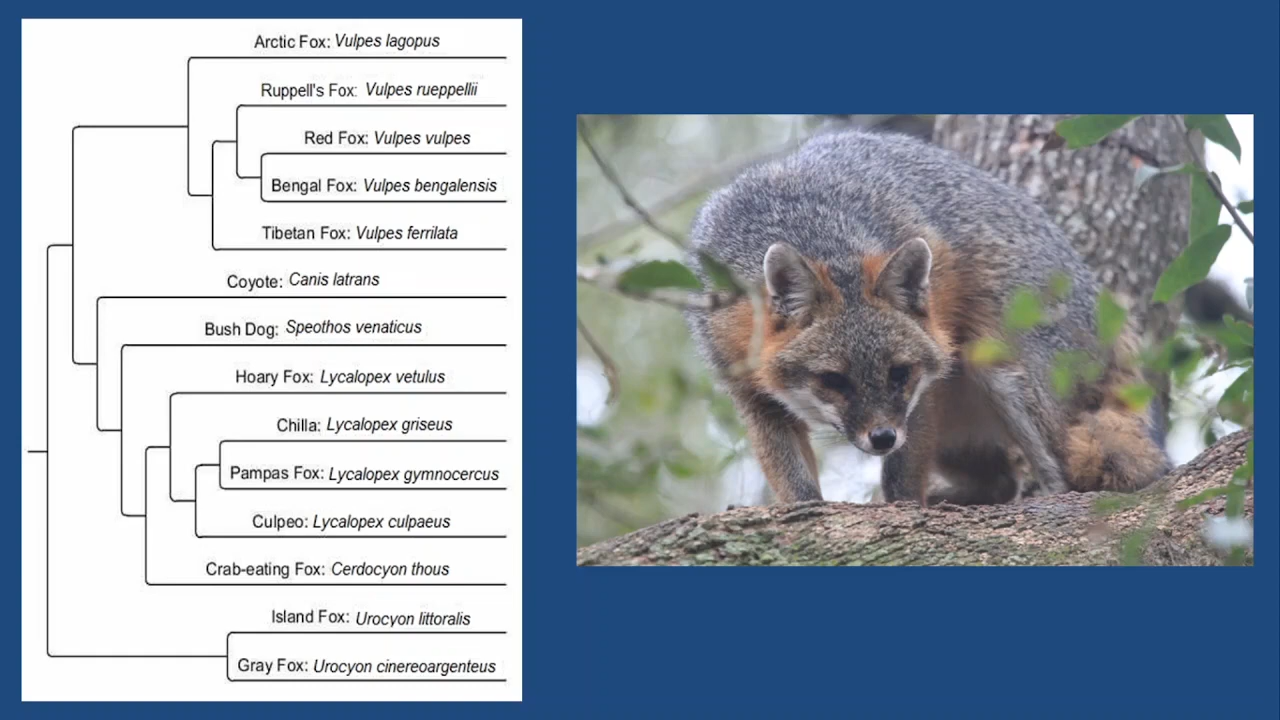 Arctic Fox: Vulpes lagopus
Ruppell's Fox: Vulpes rueppellii
Red Fox: Vulpes vulpes
Bengal Fox: Vulpes bengalensis
Tibetan Fox: Vulpes ferrilata
Coyote: Canis latrans
Bush Dog: Speothos venaticus
Hoary Fox: Lycalopex vetulus
Chilla: Lycalopex griseus
Pampas Fox: Lycalopex gymnocercus
Culpeo: Lycalopex culpaeus
Crab-eating Fox: Cerdocyon thous
Island Fox: Urocyon littoralis
Gray Fox: Urocyon cinereoargenteus